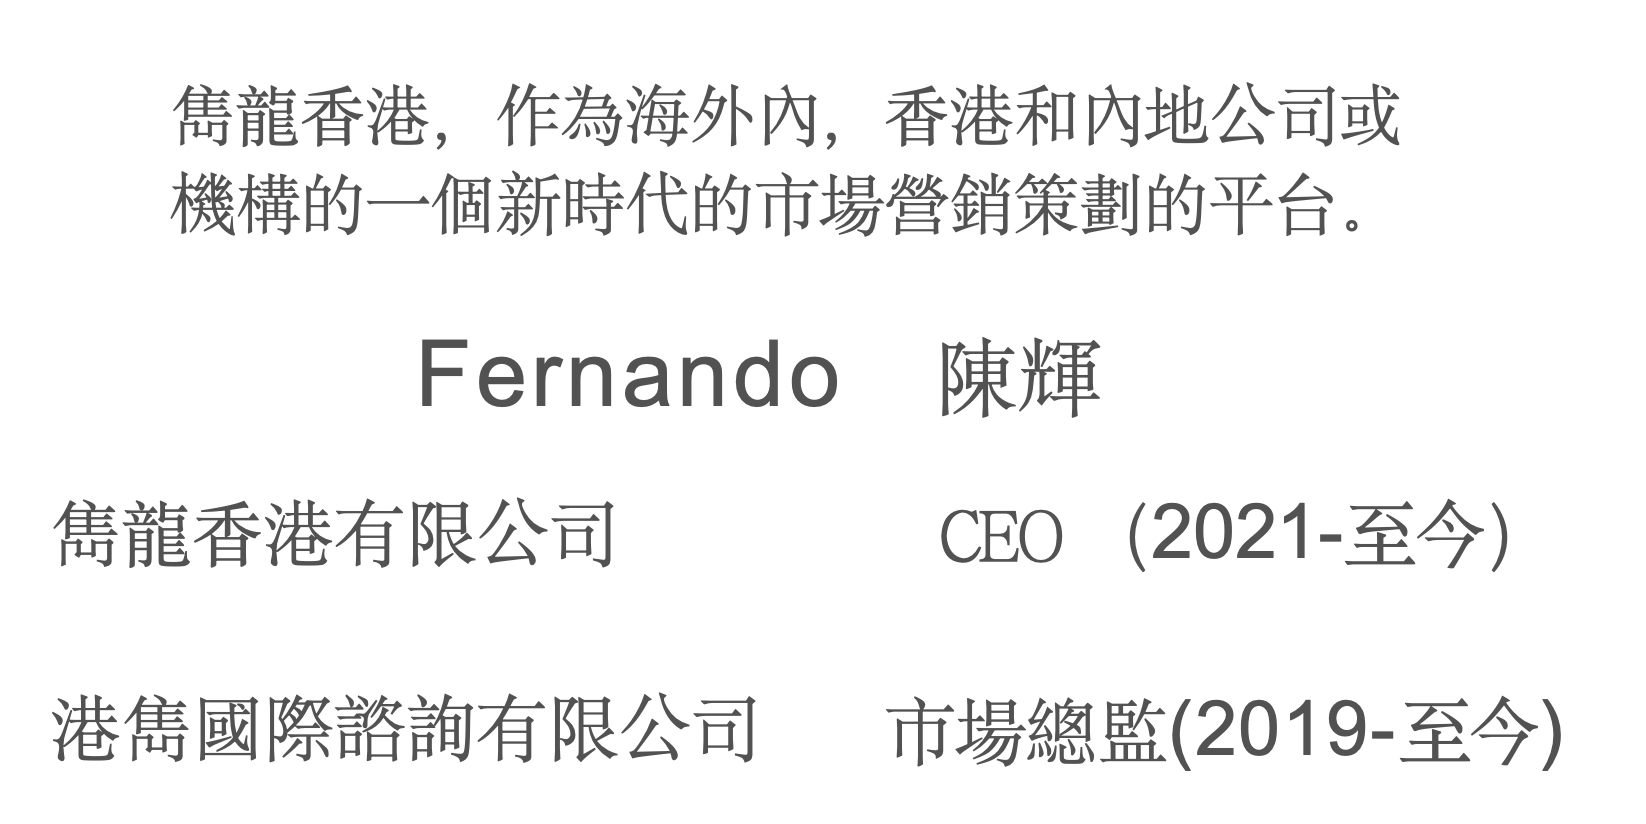 雋龍香港，作為海外內，香港和內地公司或
機構的一個新時代的市場營銷策劃的平台。
Fernando 陳輝
雋龍香港有限公司 CEO （2021-至今）
港雋國際諮詢有限公司 市場總監(2019-至今)